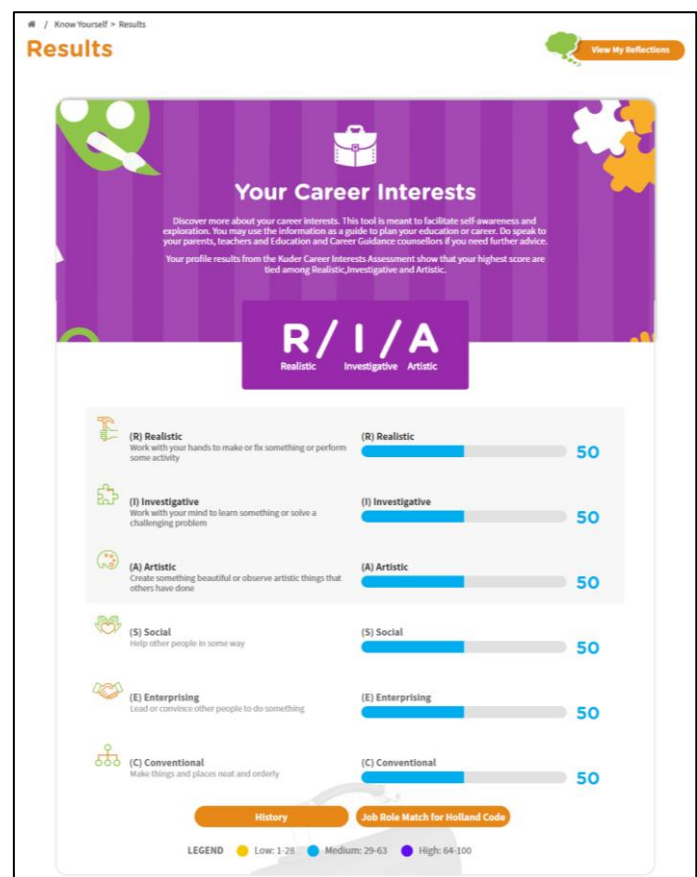 / Know Yourself > Results
Results
View My Reflections
Your Career Interests
Discover more about your career interests. This tool is meant to facilitate self-awareness and
exploration. You may use the information as a guide to plan your education or career. Do speak to
your parents, teachers and Education and Career Guidance counsellors if you need further advice.
Your profile results from the Kuder Career Interests Assessment show that your highest score are
tied among Realistic,Investigative and Artistic.
R/ I /A
Realistic Investigative Artistic
(R) Realistic
Work with your hands to make or fix something or perform
some activity
(R) Realistic
50
(I) Investigative
Work with your mind to learn something or solve a
challenging problem
(I) Investigative
50
(A) Artistic
Create something beautiful or observe artistic things that
others have done
(A) Artistic
50
(S) Social
Help other people in some way
(S) Social
50
(E) Enterprising
Lead or convince other people to do something
(E) Enterprising
50
(C) Conventional
Make things and places neat and orderly
(C) Conventional
50
History
Job Role Match for Holland Code
LEGEND Low: 1-28 Medium: 29-63 High: 64-100